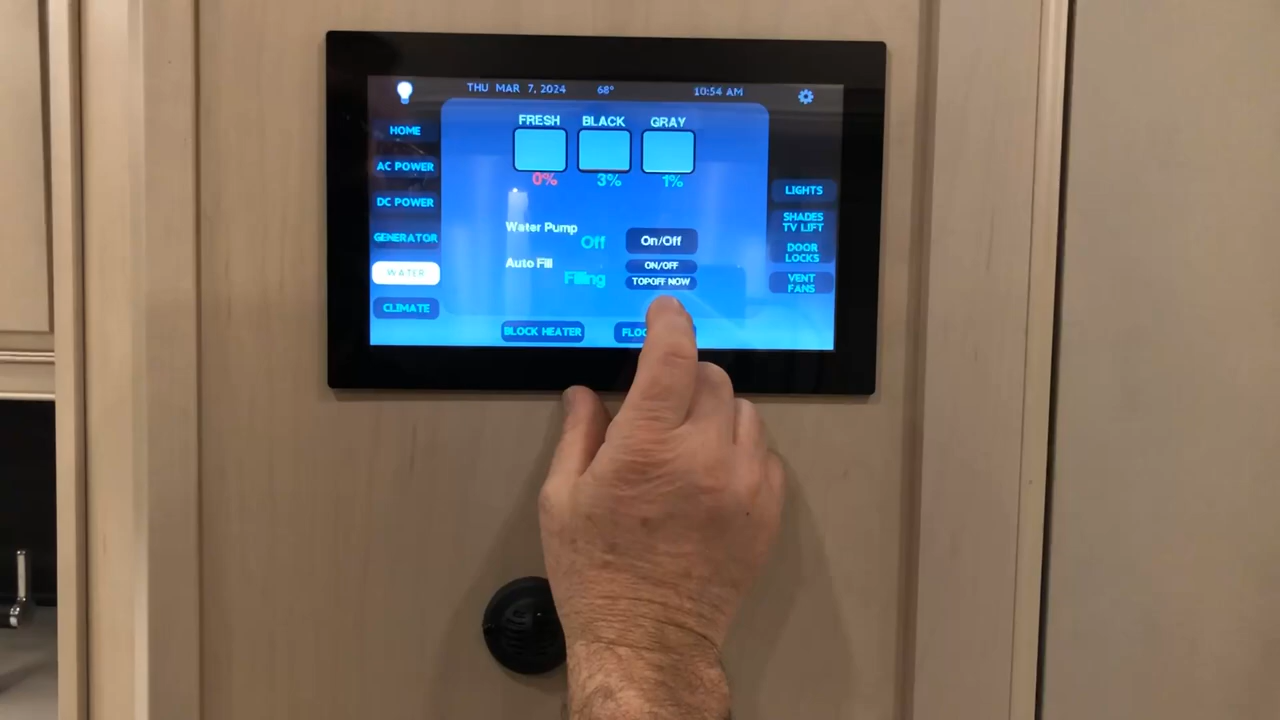 THU MAR 7, 2024 68° 10:54 AM
HOME
AC POWER
DC POWER
GENERATOR
WATER
CLIMATE
FRESH BLACK GRAY
0% 3% 1%
Water Pump
Off
On/Off
Auto Fill
Filling
ON/OFF
TOPOFF NOW
BLOCK HEATER
LIGHTS
SHADES
TV LIFT
DOOR
LOCKS
VENT
FANS